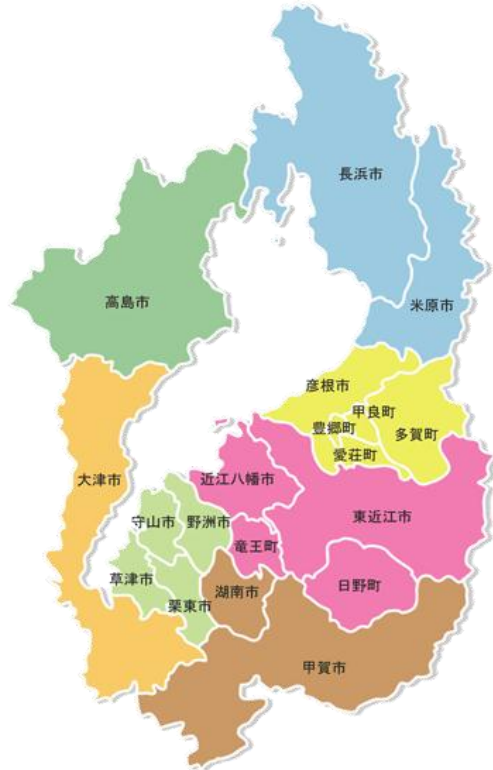 長浜市
米原市
高島市
彦根市
甲良町
豊郷町
多賀町
愛荘町
大津市
近江八幡市
東近江市
守山市
野洲市
竜王町
草津市
日野町
湖南市
栗東市
甲賀市